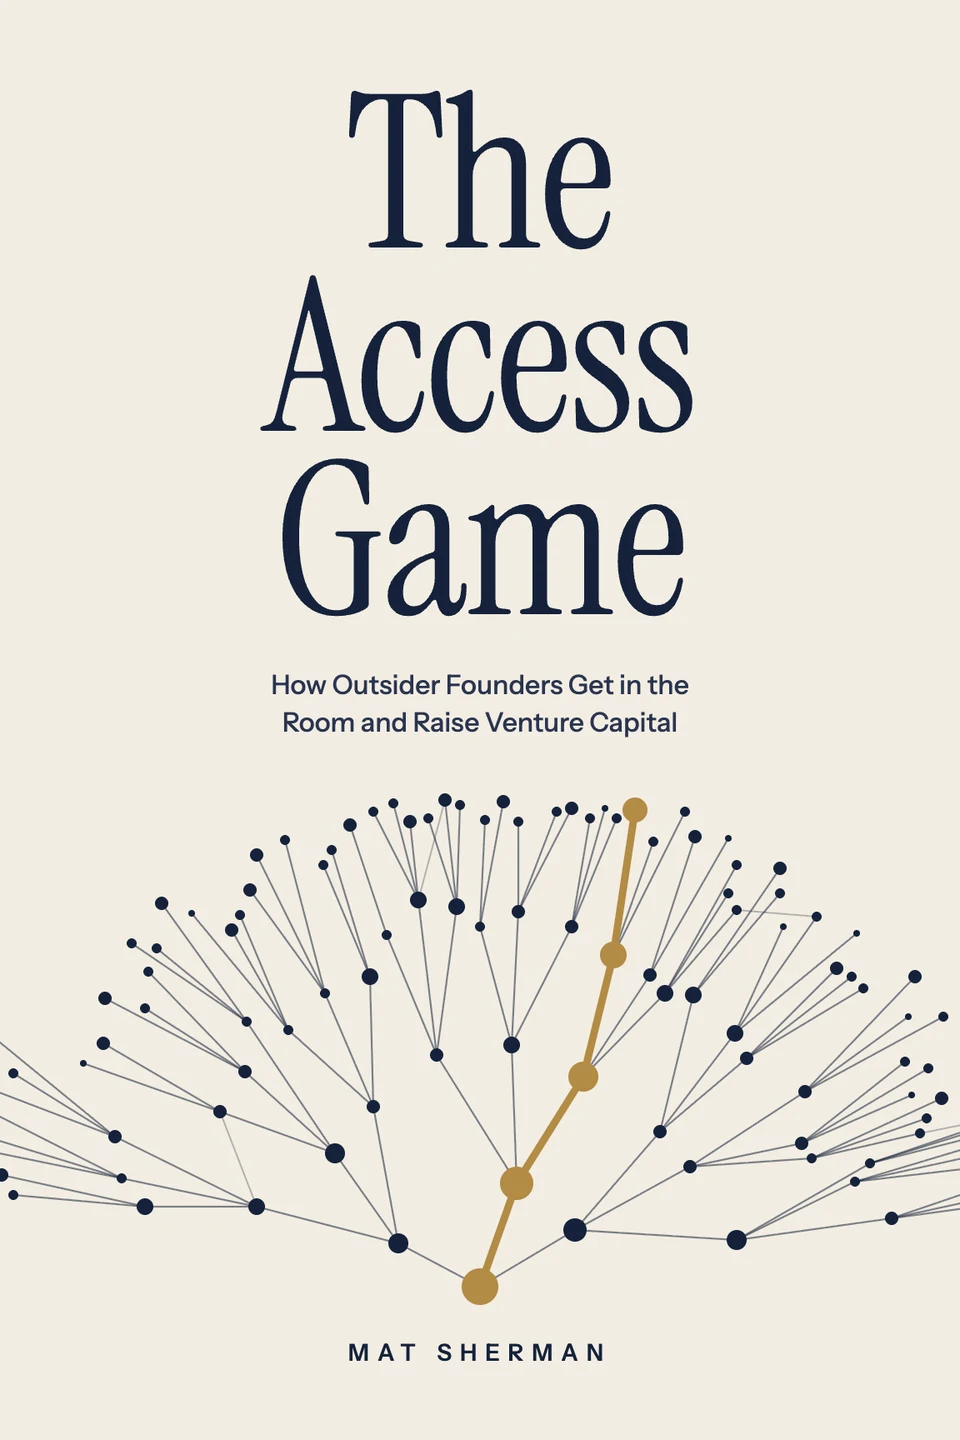 The
Access
Game
How Outsider Founders Get in the
Room and Raise Venture Capital
MAT SHERMAN